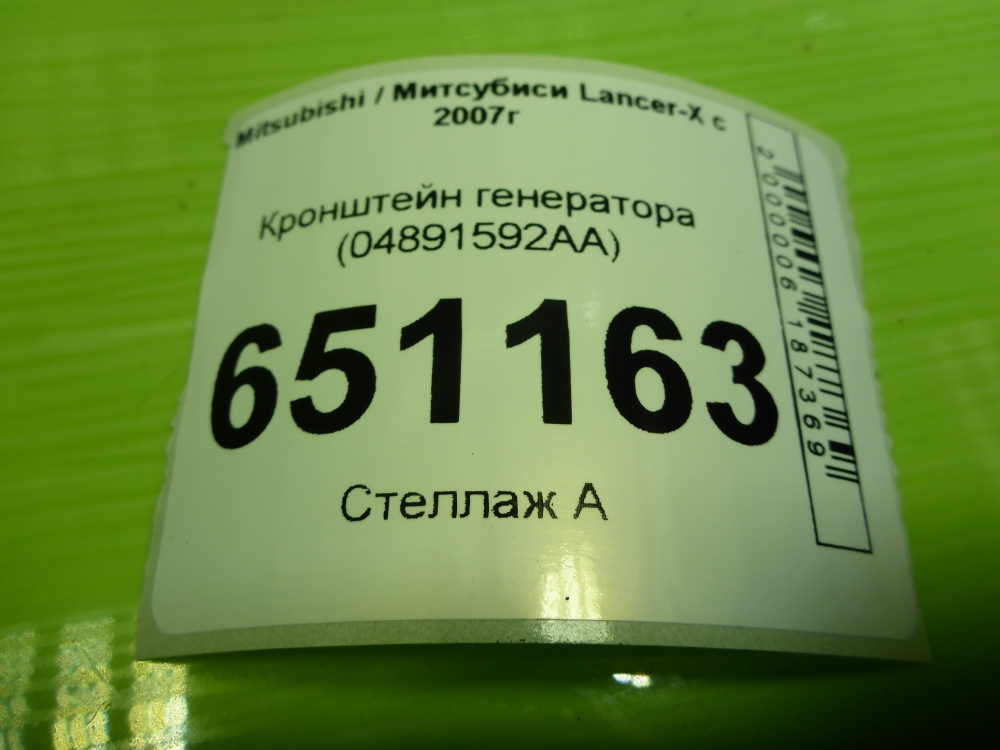 Mitsubishi / Митсубиси Lancer-X с
2007г
Кронштейн генератора
(04891592AA)
651163
Стеллаж А
2000006187369